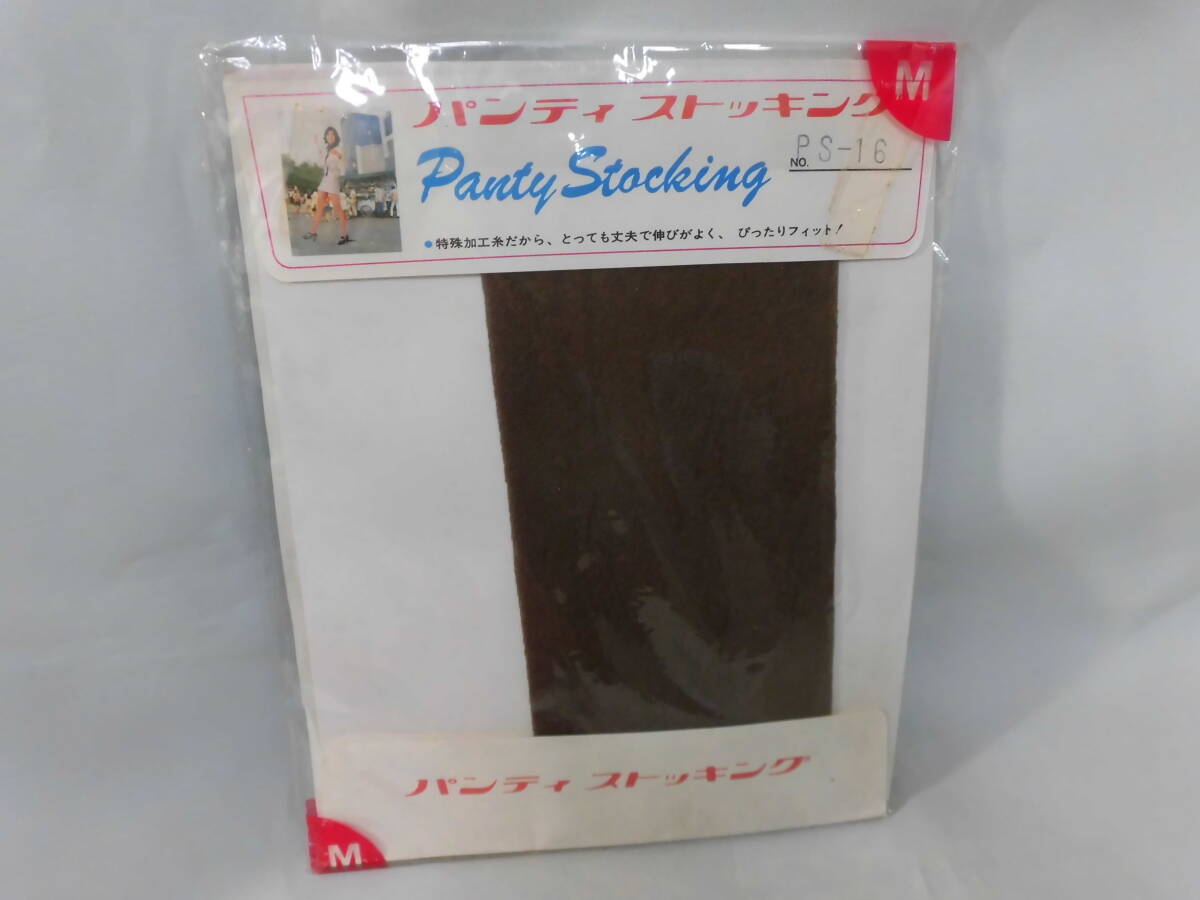 M
パンティ ストッキング
Panty Stocking
NO. PS-16
●特殊加工糸だから、とっても丈夫で伸びがよく、ぴったりフィット!
パンティ ストッキング
M